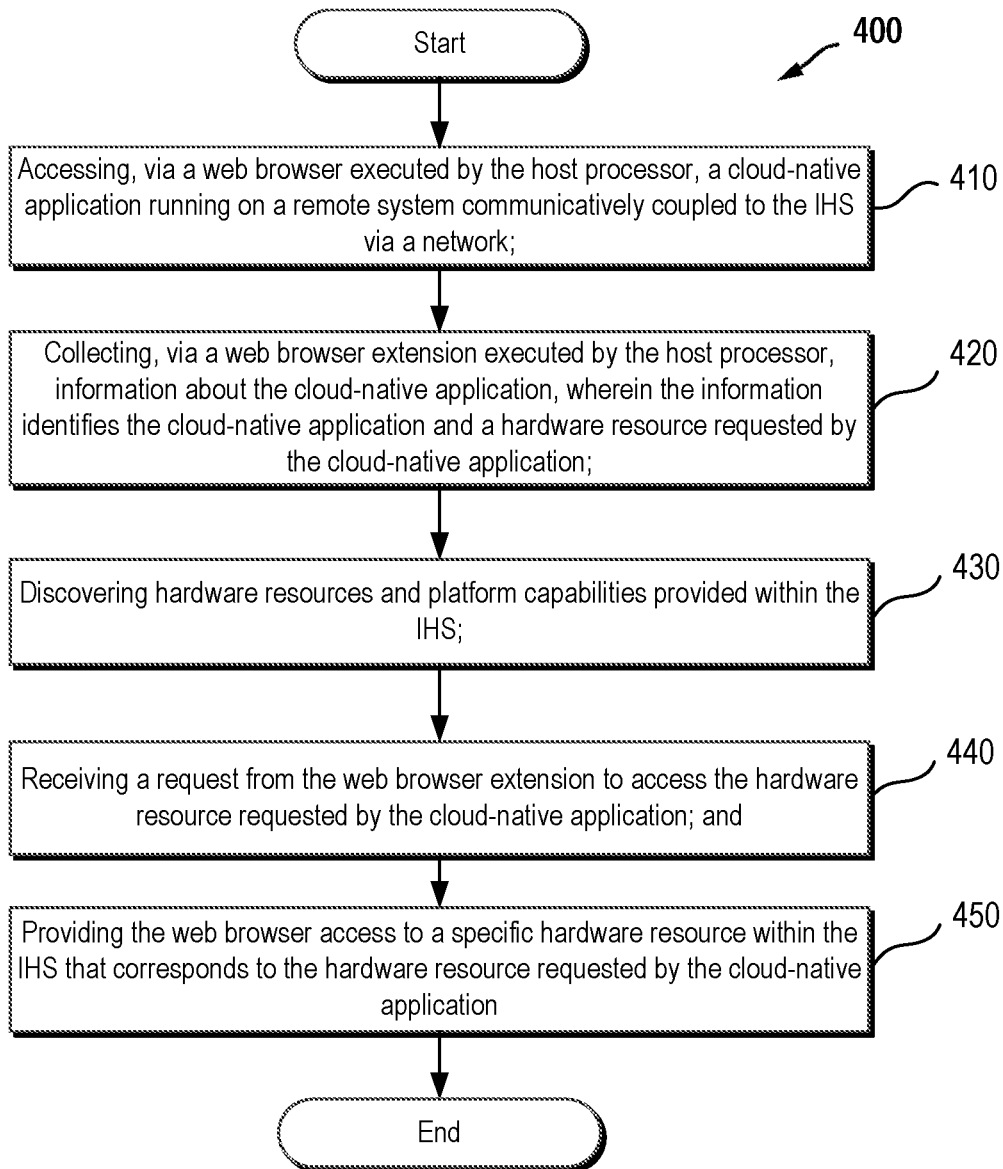 Start
400
Accessing, via a web browser executed by the host processor, a cloud-native
application running on a remote system communicatively coupled to the IHS
via a network;
410
Collecting, via a web browser extension executed by the host processor,
information about the cloud-native application, wherein the information
identifies the cloud-native application and a hardware resource requested by
the cloud-native application;
420
Discovering hardware resources and platform capabilities provided within the
IHS;
430
Receiving a request from the web browser extension to access the hardware
resource requested by the cloud-native application; and
440
Providing the web browser access to a specific hardware resource within the
IHS that corresponds to the hardware resource requested by the cloud-native
application
450
End